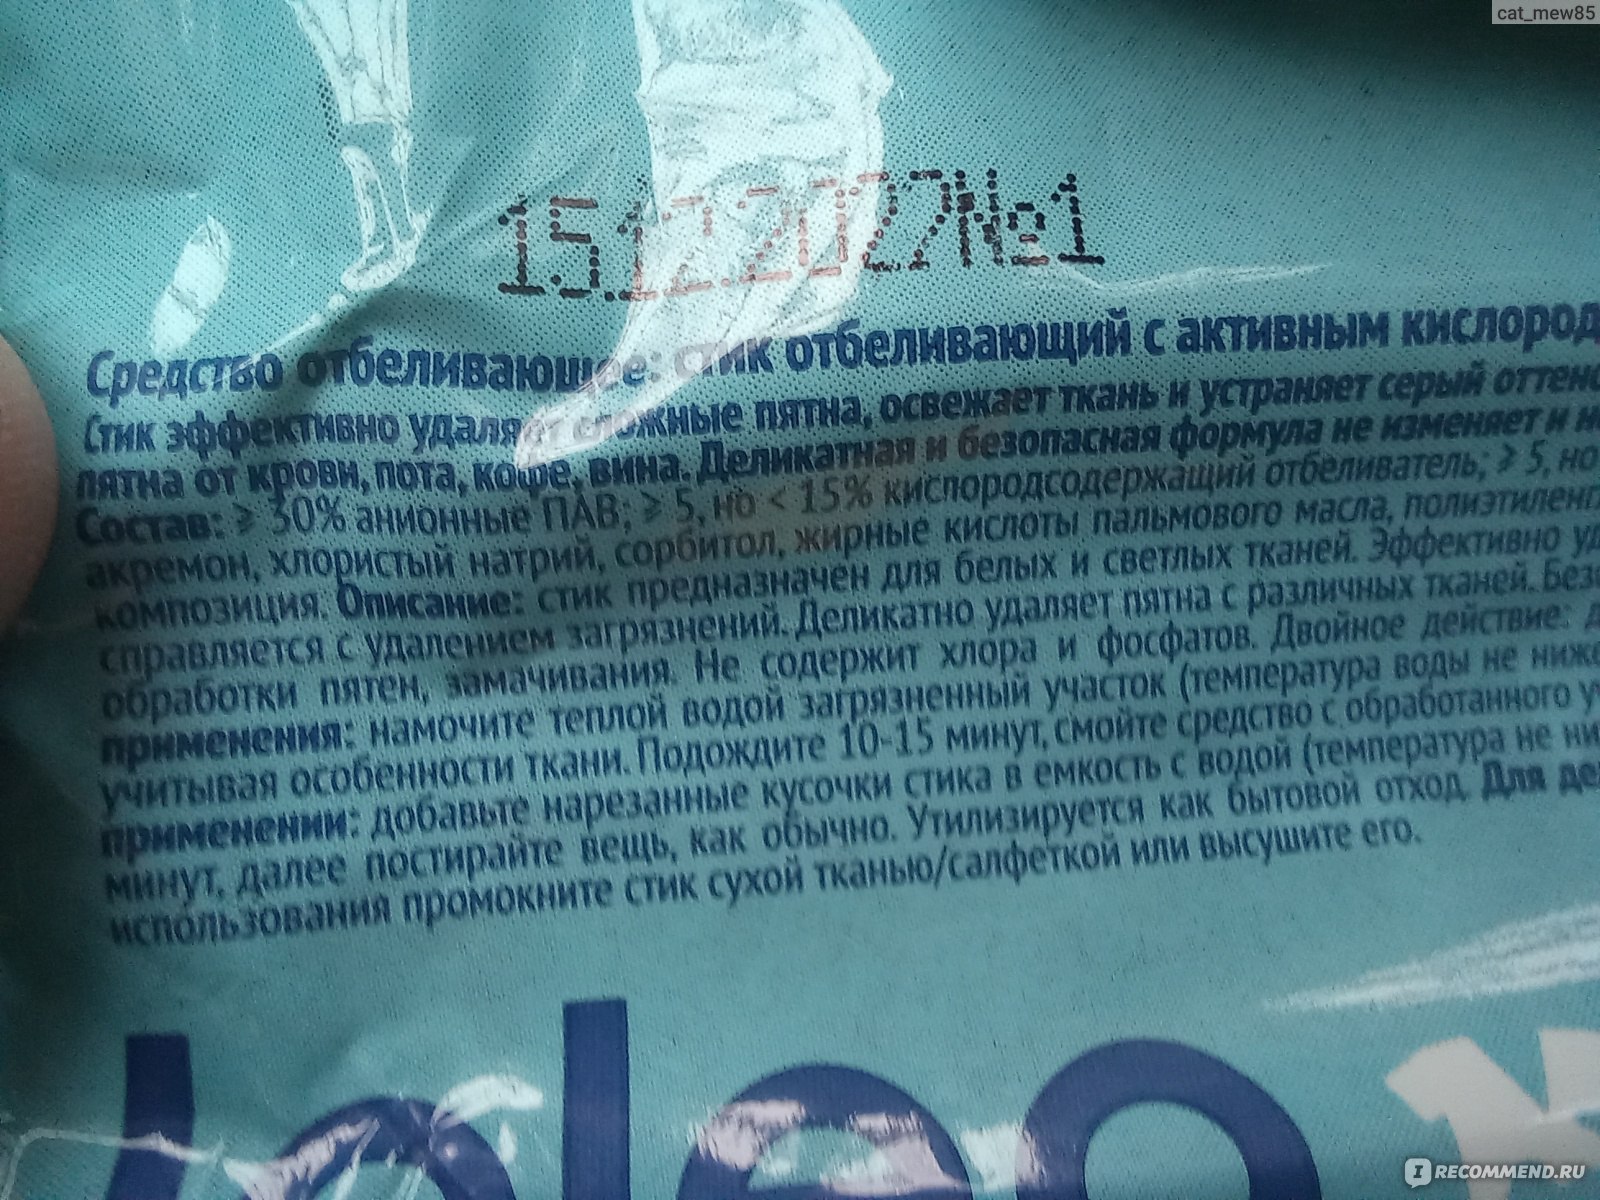 cat_mew85
15.12.2022№1
Средство отбеливающее: стик отбеливающий с активным кислород
Стик эффективно удаляет сложные пятна, освежает ткань и устраняет серый оттено
пятна от крови, пота, кофе, вина. Деликатная и безопасная формула не изменяет и не
Состав: ≥ 30% анионные ПАВ; ≥ 5, но < 15% кислородсодержащий отбеливатель; ≥ 5, но
акремон, хлористый натрий, сорбитол, жирные кислоты пальмового масла, полиэтиленг
композиция. Описание: стик предназначен для белых и светлых тканей. Эффективно уд
справляется с удалением загрязнений. Деликатно удаляет пятна с различных тканей. Безо
обработки пятен, замачивания. Не содержит хлора и фосфатов. Двойное действие: д
применения: намочите теплой водой загрязненный участок (температура воды не ниже
учитывая особенности ткани. Подождите 10-15 минут, смойте средство с обработанного у
применении: добавьте нарезанные кусочки стика в емкость с водой (температура не ни
минут, далее постирайте вещь, как обычно. Утилизируется как бытовой отход. Для де
использования промокните стик сухой тканью/салфеткой или высушите его.
RECOMMEND.RU